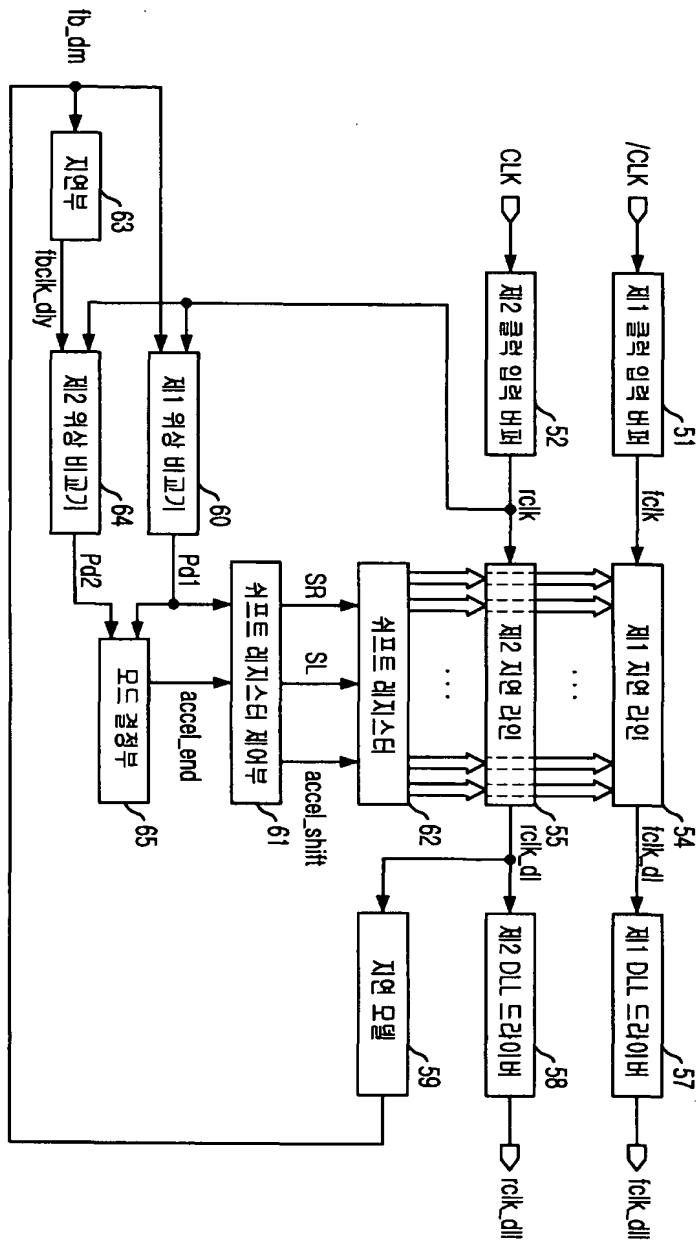 /CLK
제1 클럭 입력 버퍼
51
fclk
제1 지연 라인
54
fclk_dl
제1 DLL 드라이버
57
fclk_dll
CLK
제2 클럭 입력 버퍼
52
rclk
제2 지연 라인
55
rclk_dl
제2 DLL 드라이버
58
rclk_dll
...
...
쉬프트 레지스터
62
지연 모델
59
SR
SL
accel_shift
쉬프트 레지스터 제어부
61
제1 위상 비교기
60
Pd1
accel_end
fb_dm
지연부
63
fbclk_dly
제2 위상 비교기
64
Pd2
모드 결정부
65